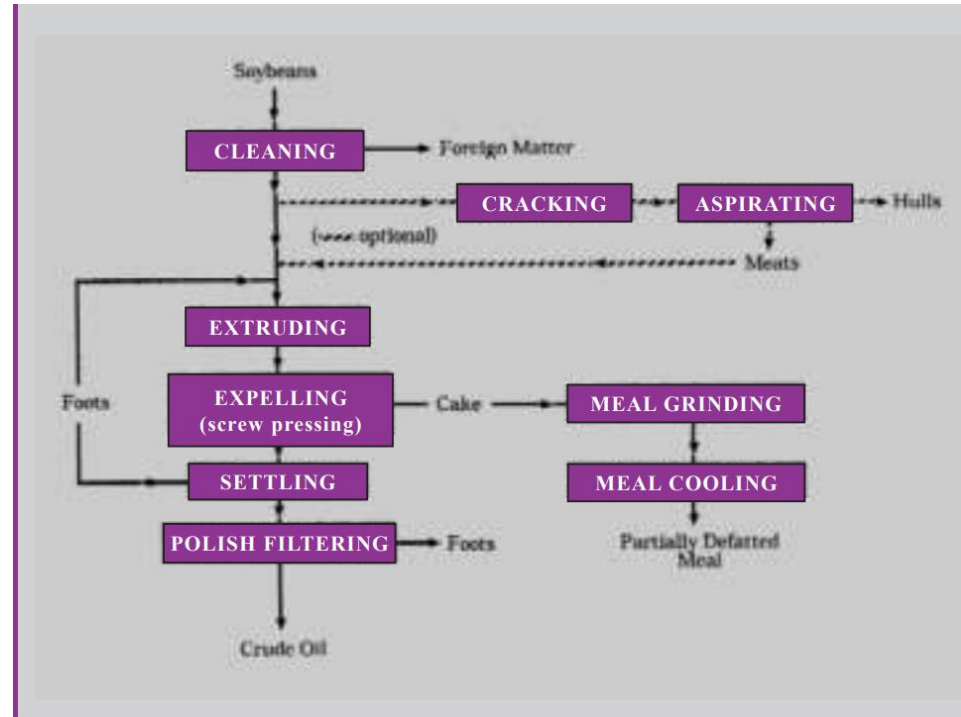 Soybeans
CLEANING
Foreign Matter
CRACKING
ASPIRATING
Hulls
( optional)
Meats
EXTRUDING
Foots
EXPELLING
(screw pressing)
Cake
MEAL GRINDING
SETTLING
MEAL COOLING
POLISH FILTERING
Foots
Partially Defatted
Meal
Crude Oil